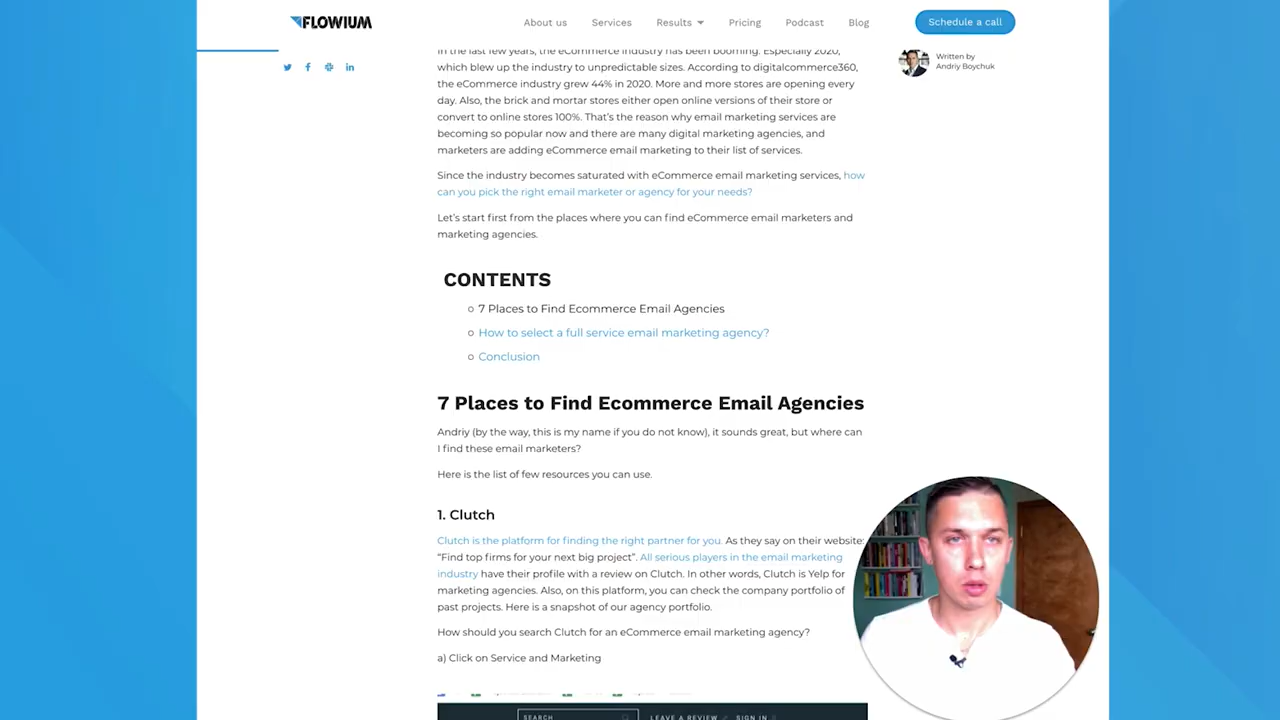 FLOWIUM
About us
Services
Results
Pricing
Podcast
Blog
Schedule a call
Written by
Andriy Boychuk
In the last few years, the eCommerce industry has been booming. Especially 2020,
which blew up the industry to unpredictable sizes. According to digitalcommerce360,
the eCommerce industry grew 44% in 2020. More and more stores are opening every
day. Also, the brick and mortar stores either open online versions of their store or
convert to online stores 100%. That's the reason why email marketing services are
becoming so popular now and there are many digital marketing agencies, and
marketers are adding eCommerce email marketing to their list of services.
Since the industry becomes saturated with eCommerce email marketing services, how
can you pick the right email marketer or agency for your needs?
Let's start first from the places where you can find eCommerce email marketers and
marketing agencies.
CONTENTS
7 Places to Find Ecommerce Email Agencies
How to select a full service email marketing agency?
Conclusion
7 Places to Find Ecommerce Email Agencies
Andriy (by the way, this is my name if you do not know), it sounds great, but where can
I find these email marketers?
Here is the list of few resources you can use.
1. Clutch
Clutch is the platform for finding the right partner for you. As they say on their website:
“Find top firms for your next big project”. All serious players in the email marketing
industry have their profile with a review on Clutch. In other words, Clutch is Yelp for
marketing agencies. Also, on this platform, you can check the company portfolio of
past projects. Here is a snapshot of our agency portfolio.
How should you search Clutch for an eCommerce email marketing agency?
a) Click on Service and Marketing
SEARCH
LEAVE A REVIEW
SIGN IN